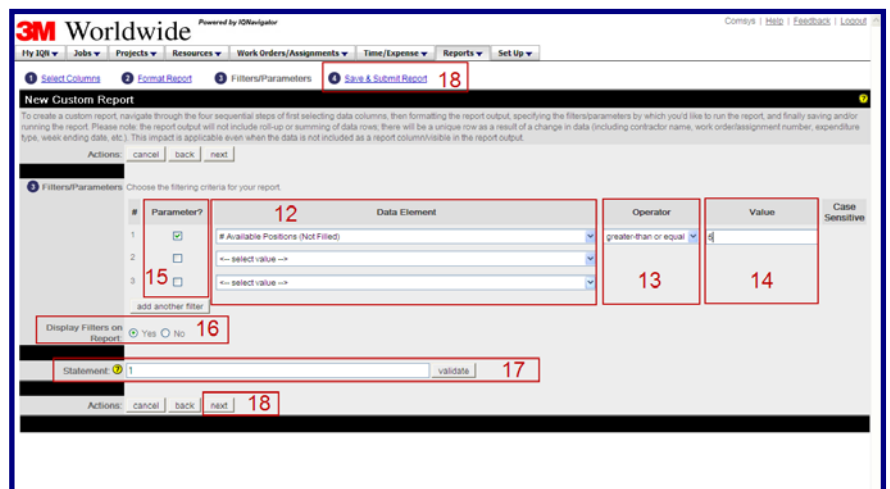 3M Worldwide Powered by IQNavigator
Comsys | Help | Feedback | Logout
My IQN Jobs Projects Resources Work Orders/Assignments Time/Expense Reports Set Up
1 Select Columns 2 Format Report 3 Filters/Parameters 4 Save & Submit Report 18
New Custom Report ?
To create a custom report, navigate through the four sequential steps of first selecting data columns, then formatting the report output, specifying the filters/parameters by which you'd like to run the report, and finally saving and/or
running the report. Please note: the report output will not include roll-up or summing of data rows; there will be a unique row as a result of a change in data (including contractor name, work order/assignment number, expenditure
type, week ending date, etc.). This impact is applicable even when the data is not included as a report column/visible in the report output.
Actions: cancel back next
3 Filters/Parameters Choose the filtering criteria for your report.
# Parameter? 12 Data Element Operator Value Case Sensitive
1 # Available Positions (Not Filled) greater-than or equal 5
2 <-- select value -->
3 15 <-- select value --> 13 14
add another filter
Display Filters on Report: Yes No 16
Statement: ? 1 validate 17
Actions: cancel back next 18